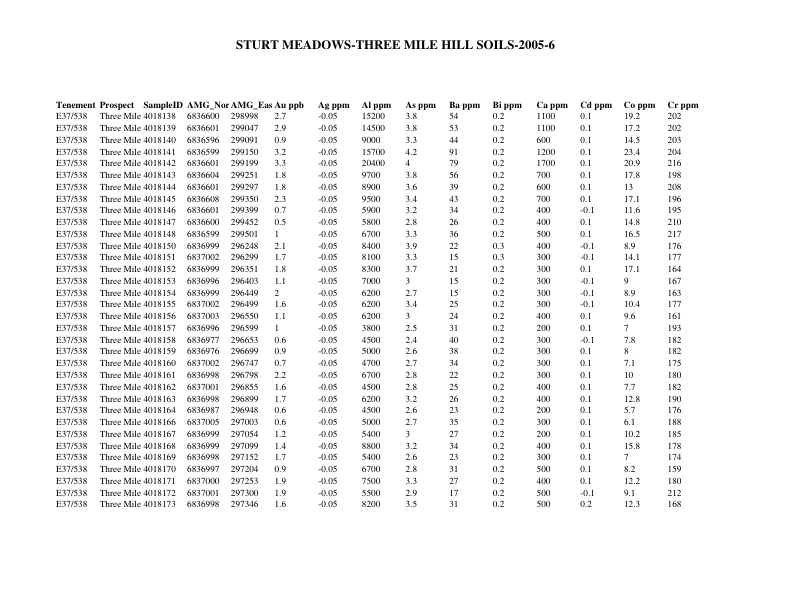 STURT MEADOWS-THREE MILE HILL SOILS-2005-6
Tenement Prospect SampleID AMG_Nor AMG_Eas Au ppb Ag ppm Al ppm As ppm Ba ppm Bi ppm Ca ppm Cd ppm Co ppm Cr ppm
E37/538 Three Mile 4018138 6836600 298998 2.7 -0.05 15200 3.8 54 0.2 1100 0.1 19.2 202
E37/538 Three Mile 4018139 6836601 299047 2.9 -0.05 14500 3.8 53 0.2 1100 0.1 17.2 202
E37/538 Three Mile 4018140 6836596 299091 0.9 -0.05 9000 3.3 44 0.2 600 0.1 14.5 203
E37/538 Three Mile 4018141 6836599 299150 3.2 -0.05 15700 4.2 91 0.2 1200 0.1 23.4 204
E37/538 Three Mile 4018142 6836601 299199 3.3 -0.05 20400 4 79 0.2 1700 0.1 20.9 216
E37/538 Three Mile 4018143 6836604 299251 1.8 -0.05 9700 3.8 56 0.2 700 0.1 17.8 198
E37/538 Three Mile 4018144 6836601 299297 1.8 -0.05 8900 3.6 39 0.2 600 0.1 13 208
E37/538 Three Mile 4018145 6836608 299350 2.3 -0.05 9500 3.4 43 0.2 700 0.1 17.1 196
E37/538 Three Mile 4018146 6836601 299399 0.7 -0.05 5900 3.2 34 0.2 400 -0.1 11.6 195
E37/538 Three Mile 4018147 6836600 299452 0.5 -0.05 5800 2.8 26 0.2 400 0.1 14.8 210
E37/538 Three Mile 4018148 6836599 299501 1 -0.05 6700 3.3 36 0.2 500 0.1 16.5 217
E37/538 Three Mile 4018150 6836999 296248 2.1 -0.05 8400 3.9 22 0.3 400 -0.1 8.9 176
E37/538 Three Mile 4018151 6837002 296299 1.7 -0.05 8100 3.3 15 0.3 300 -0.1 14.1 177
E37/538 Three Mile 4018152 6836999 296351 1.8 -0.05 8300 3.7 21 0.2 300 0.1 17.1 164
E37/538 Three Mile 4018153 6836996 296403 1.1 -0.05 7000 3 15 0.2 300 -0.1 9 167
E37/538 Three Mile 4018154 6836999 296449 2 -0.05 6200 2.7 15 0.2 300 -0.1 8.9 163
E37/538 Three Mile 4018155 6837002 296499 1.6 -0.05 6200 3.4 25 0.2 300 -0.1 10.4 177
E37/538 Three Mile 4018156 6837003 296550 1.1 -0.05 6200 3 24 0.2 400 0.1 9.6 161
E37/538 Three Mile 4018157 6836996 296599 1 -0.05 3800 2.5 31 0.2 200 0.1 7 193
E37/538 Three Mile 4018158 6836977 296653 0.6 -0.05 4500 2.4 40 0.2 300 -0.1 7.8 182
E37/538 Three Mile 4018159 6836976 296699 0.9 -0.05 5000 2.6 38 0.2 300 0.1 8 182
E37/538 Three Mile 4018160 6837002 296747 0.7 -0.05 4700 2.7 34 0.2 300 0.1 7.1 175
E37/538 Three Mile 4018161 6836998 296798 2.2 -0.05 6700 2.8 22 0.2 300 0.1 10 180
E37/538 Three Mile 4018162 6837001 296855 1.6 -0.05 4500 2.8 25 0.2 400 0.1 7.7 182
E37/538 Three Mile 4018163 6836998 296899 1.7 -0.05 6200 3.2 26 0.2 400 0.1 12.8 190
E37/538 Three Mile 4018164 6836987 296948 0.6 -0.05 4500 2.6 23 0.2 200 0.1 5.7 176
E37/538 Three Mile 4018166 6837005 297003 0.6 -0.05 5000 2.7 35 0.2 300 0.1 6.1 188
E37/538 Three Mile 4018167 6836999 297054 1.2 -0.05 5400 3 27 0.2 200 0.1 10.2 185
E37/538 Three Mile 4018168 6836999 297099 1.4 -0.05 8800 3.2 34 0.2 400 0.1 15.8 178
E37/538 Three Mile 4018169 6836998 297152 1.7 -0.05 5400 2.6 23 0.2 300 0.1 7 174
E37/538 Three Mile 4018170 6836997 297204 0.9 -0.05 6700 2.8 31 0.2 500 0.1 8.2 159
E37/538 Three Mile 4018171 6837000 297253 1.9 -0.05 7500 3.3 27 0.2 400 0.1 12.2 180
E37/538 Three Mile 4018172 6837001 297300 1.9 -0.05 5500 2.9 17 0.2 500 -0.1 9.1 212
E37/538 Three Mile 4018173 6836998 297346 1.6 -0.05 8200 3.5 31 0.2 500 0.2 12.3 168